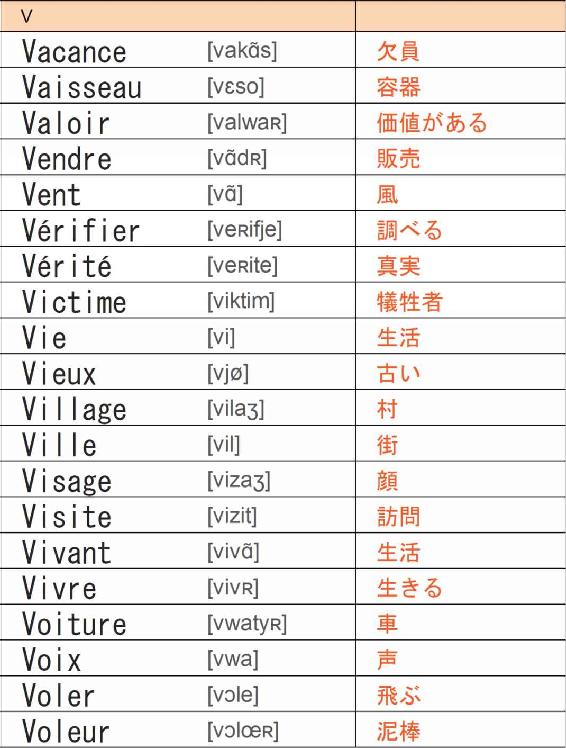 V
Vacance [vakɑ̃s] 欠員
Vaisseau [vɛso] 容器
Valoir [valwaʀ] 価値がある
Vendre [vɑ̃dʀ] 販売
Vent [vɑ̃] 風
Vérifier [veʀifje] 調べる
Vérité [veʀite] 真実
Victime [viktim] 犠牲者
Vie [vi] 生活
Vieux [vjø] 古い
Village [vilaʒ] 村
Ville [vil] 街
Visage [vizaʒ] 顔
Visite [vizit] 訪問
Vivant [vivɑ̃] 生活
Vivre [vivʀ] 生きる
Voiture [vwatyʀ] 車
Voix [vwa] 声
Voler [vɔle] 飛ぶ
Voleur [vɔlœʀ] 泥棒